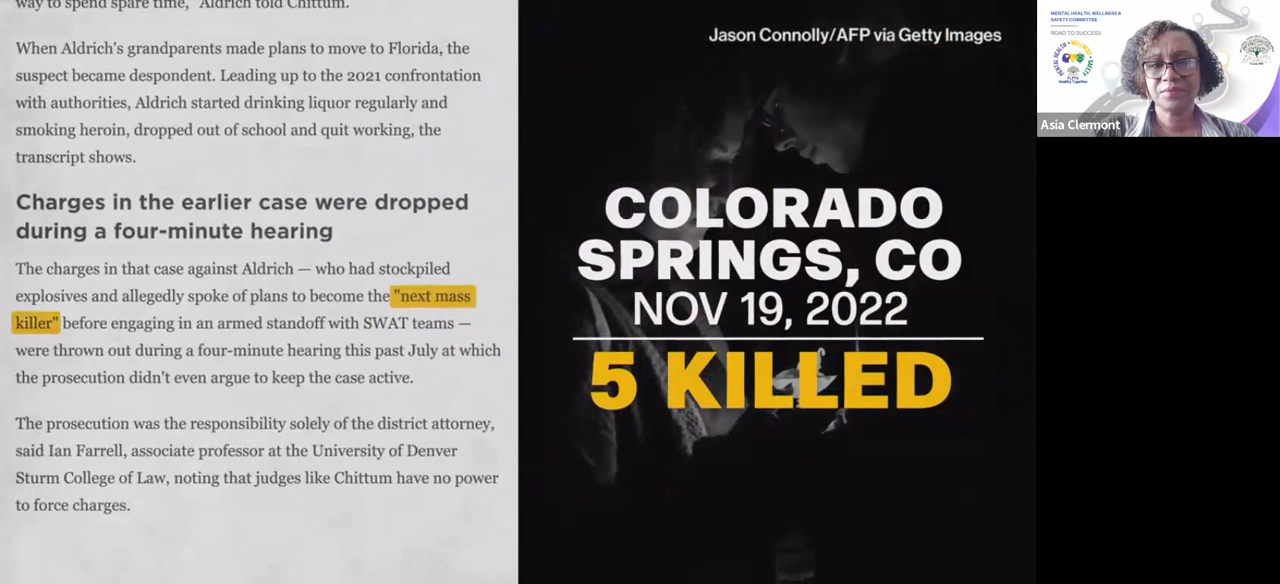 way to spend spare time," Aldrich told Chittum.
When Aldrich's grandparents made plans to move to Florida, the
suspect became despondent. Leading up to the 2021 confrontation
with authorities, Aldrich started drinking liquor regularly and
smoking heroin, dropped out of school and quit working, the
transcript shows.
Charges in the earlier case were dropped
during a four-minute hearing
The charges in that case against Aldrich — who had stockpiled
explosives and allegedly spoke of plans to become the "next mass
killer" before engaging in an armed standoff with SWAT teams —
were thrown out during a four-minute hearing this past July at which
the prosecution didn't even argue to keep the case active.
The prosecution was the responsibility solely of the district attorney,
said Ian Farrell, associate professor at the University of Denver
Sturm College of Law, noting that judges like Chittum have no power
to force charges.
Jason Connolly/AFP via Getty Images
COLORADO
SPRINGS, CO
NOV 19, 2022
5 KILLED
MENTAL HEALTH, WELLNESS &
SAFETY COMMITTEE
ROAD TO SUCCESS
MENTAL HEALTH • WELLNESS • SAFETY
Healthy Together
Asia Clermont